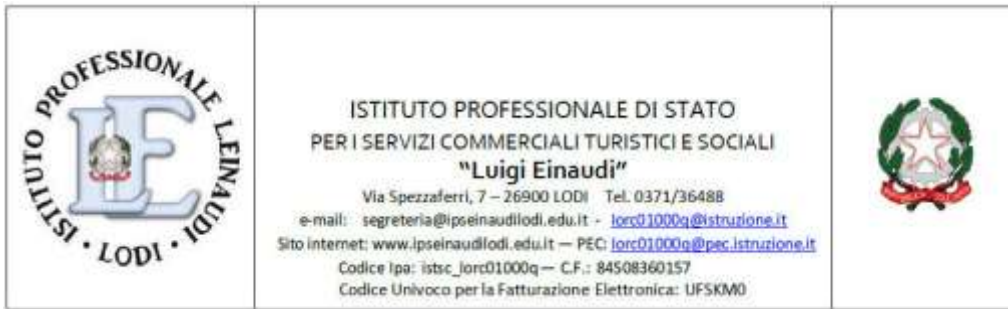 ISTITUTO PROFESSIONALE L.EINAUDI • LODI •
LE
ISTITUTO PROFESSIONALE DI STATO
PER I SERVIZI COMMERCIALI TURISTICI E SOCIALI
"Luigi Einaudi"
Via Spezzaferri, 7 – 26900 LODI Tel. 0371/36488
e-mail: segreteria@ipseinaudilodi.edu.it - lorc01000q@istruzione.it
Sito internet: www.ipseinaudilodi.edu.it — PEC: lorc01000q@pec.istruzione.it
Codice Ipa: istsc_lorc01000q — C.F.: 84508360157
Codice Univoco per la Fatturazione Elettronica: UFSKM0